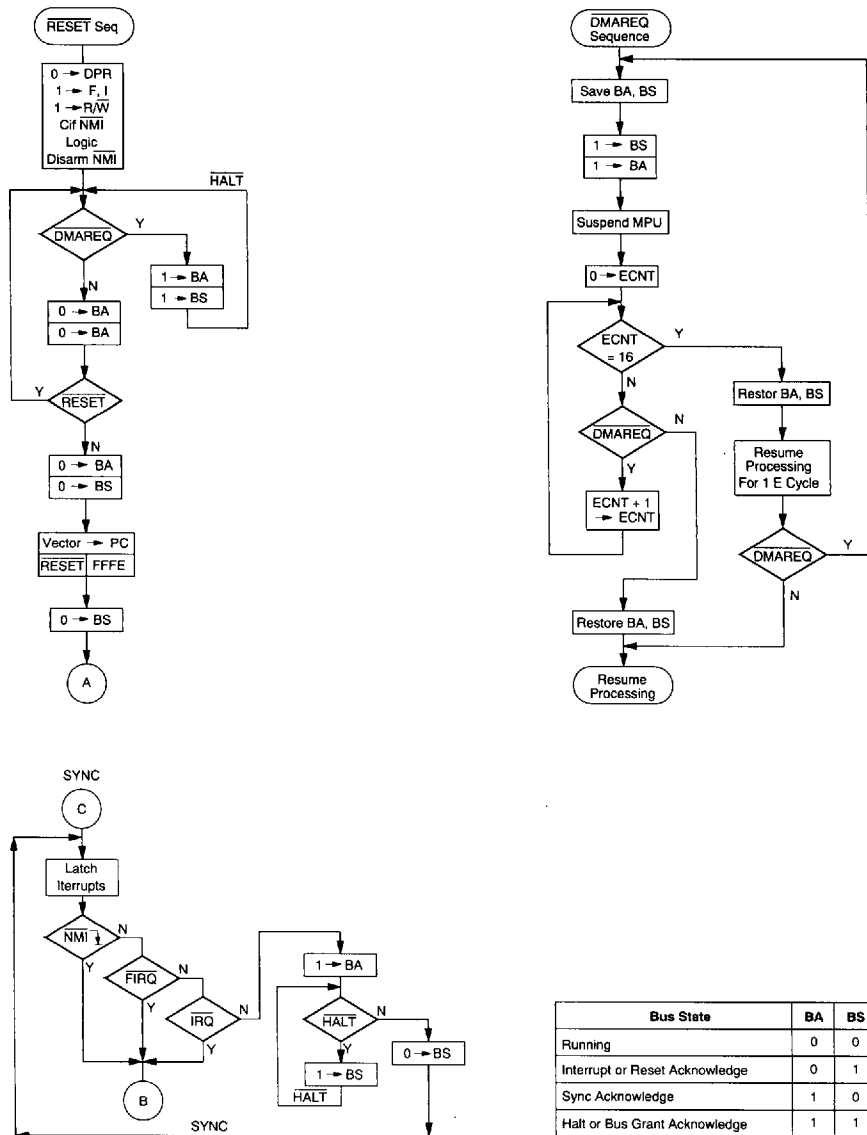 RESET Seq
0 → DPR
1 → F, I
1 → R/W
Clf NMI
Logic
Disarm NMI
HALT
DMAREQ
Y
1 → BA
1 → BS
N
0 → BA
0 → BA
Y
RESET
N
0 → BA
0 → BS
Vector → PC
RESET FFFE
0 → BS
A
DMAREQ
Sequence
Save BA, BS
1 → BS
1 → BA
Suspend MPU
0 → ECNT
ECNT
= 16
Y
N
Restor BA, BS
DMAREQ
N
Y
Resume
Processing
For 1 E Cycle
ECNT + 1
→ ECNT
DMAREQ
Y
N
Restore BA, BS
Resume
Processing
SYNC
C
Latch
Iterrupts
NMI
N
Y
FIRQ
N
Y
IRQ
N
Y
B
1 → BA
HALT
N
Y
1 → BS
HALT
0 → BS
SYNC
Bus State BA BS
Running 0 0
Interrupt or Reset Acknowledge 0 1
Sync Acknowledge 1 0
Halt or Bus Grant Acknowledge 1 1